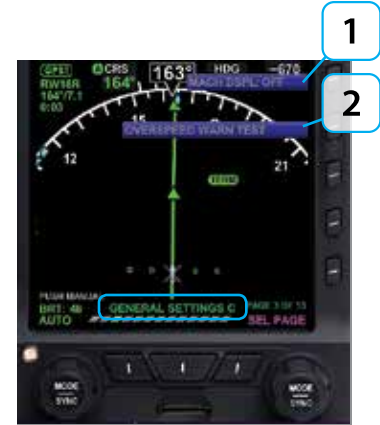 1
2
GPS1 CRS 163° HDG -670
RW16R 164° MACH DSPL: OFF
164°/7.1
0:03
15
OVERSPEED WARN TEST
12
21
TERM
PUSH MANUAL
BRT: 48 GENERAL SETTINGS C PAGE 3 OF 13
AUTO SEL PAGE
MODE
SYNC
MODE
SYNC